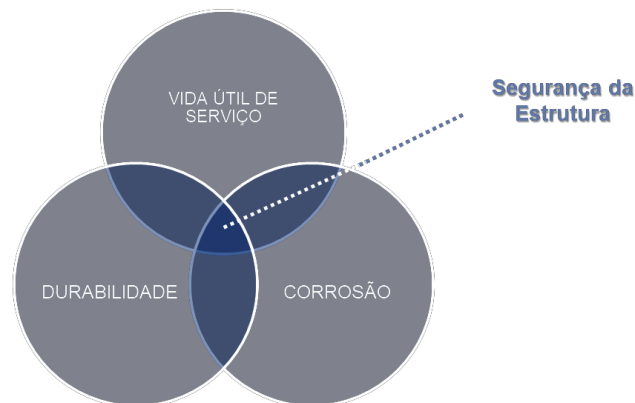 VIDA ÚTIL DE
SERVIÇO
Segurança da
Estrutura
DURABILIDADE
CORROSÃO